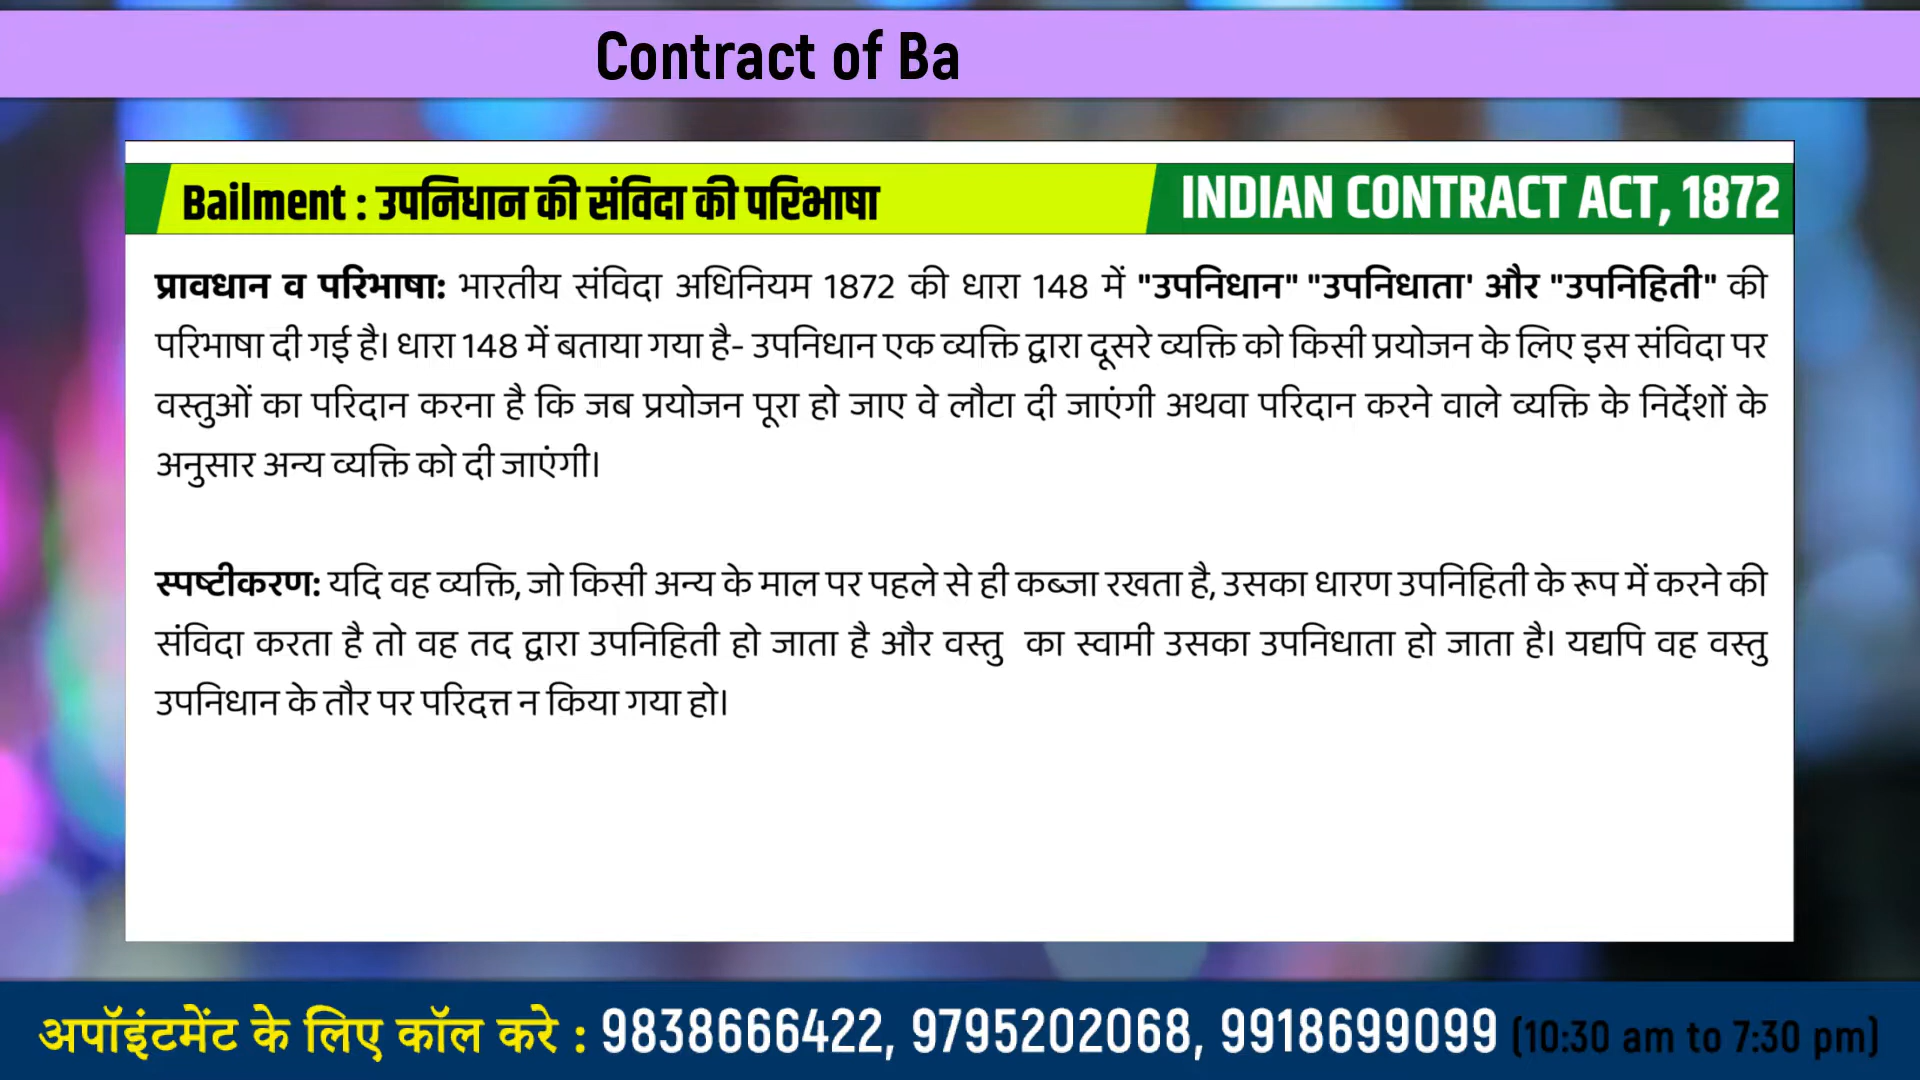 Contract of Ba
Bailment : उपनिधान की संविदा की परिभाषा
INDIAN CONTRACT ACT, 1872
प्रावधान व परिभाषा: भारतीय संविदा अधिनियम 1872 की धारा 148 में "उपनिधान" "उपनिधाता' और "उपनिहिती" की
परिभाषा दी गई है। धारा 148 में बताया गया है- उपनिधान एक व्यक्ति द्वारा दूसरे व्यक्ति को किसी प्रयोजन के लिए इस संविदा पर
वस्तुओं का परिदान करना है कि जब प्रयोजन पूरा हो जाए वे लौटा दी जाएंगी अथवा परिदान करने वाले व्यक्ति के निर्देशों के
अनुसार अन्य व्यक्ति को दी जाएंगी।
स्पष्टीकरण: यदि वह व्यक्ति, जो किसी अन्य के माल पर पहले से ही कब्जा रखता है, उसका धारण उपनिहिती के रूप में करने की
संविदा करता है तो वह तद द्वारा उपनिहिती हो जाता है और वस्तु का स्वामी उसका उपनिधाता हो जाता है। यद्यपि वह वस्तु
उपनिधान के तौर पर परिदत्त न किया गया हो।
अपॉइंटमेंट के लिए कॉल करे : 9838666422, 9795202068, 9918699099 (10:30 am to 7:30 pm)